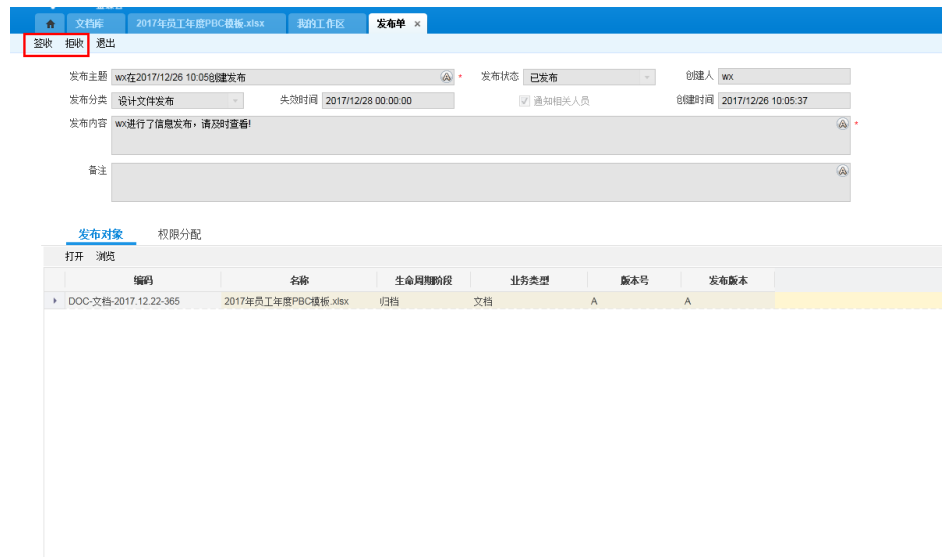 文档库 2017年员工年度PBC模板.xlsx 我的工作区 发布单 ×
签收 拒收 退出
发布主题 wx在2017/12/26 10:05创建发布 * 发布状态 已发布 创建人 wx
发布分类 设计文件发布 失效时间 2017/12/28 00:00:00 通知相关人员 创建时间 2017/12/26 10:05:37
发布内容 wx进行了信息发布，请及时查看! *
备注
发布对象 权限分配
打开 浏览
编码 名称 生命周期阶段 业务类型 版本号 发布版本
DOC-文档-2017.12.22-365 2017年员工年度PBC模板.xlsx 归档 文档 A A